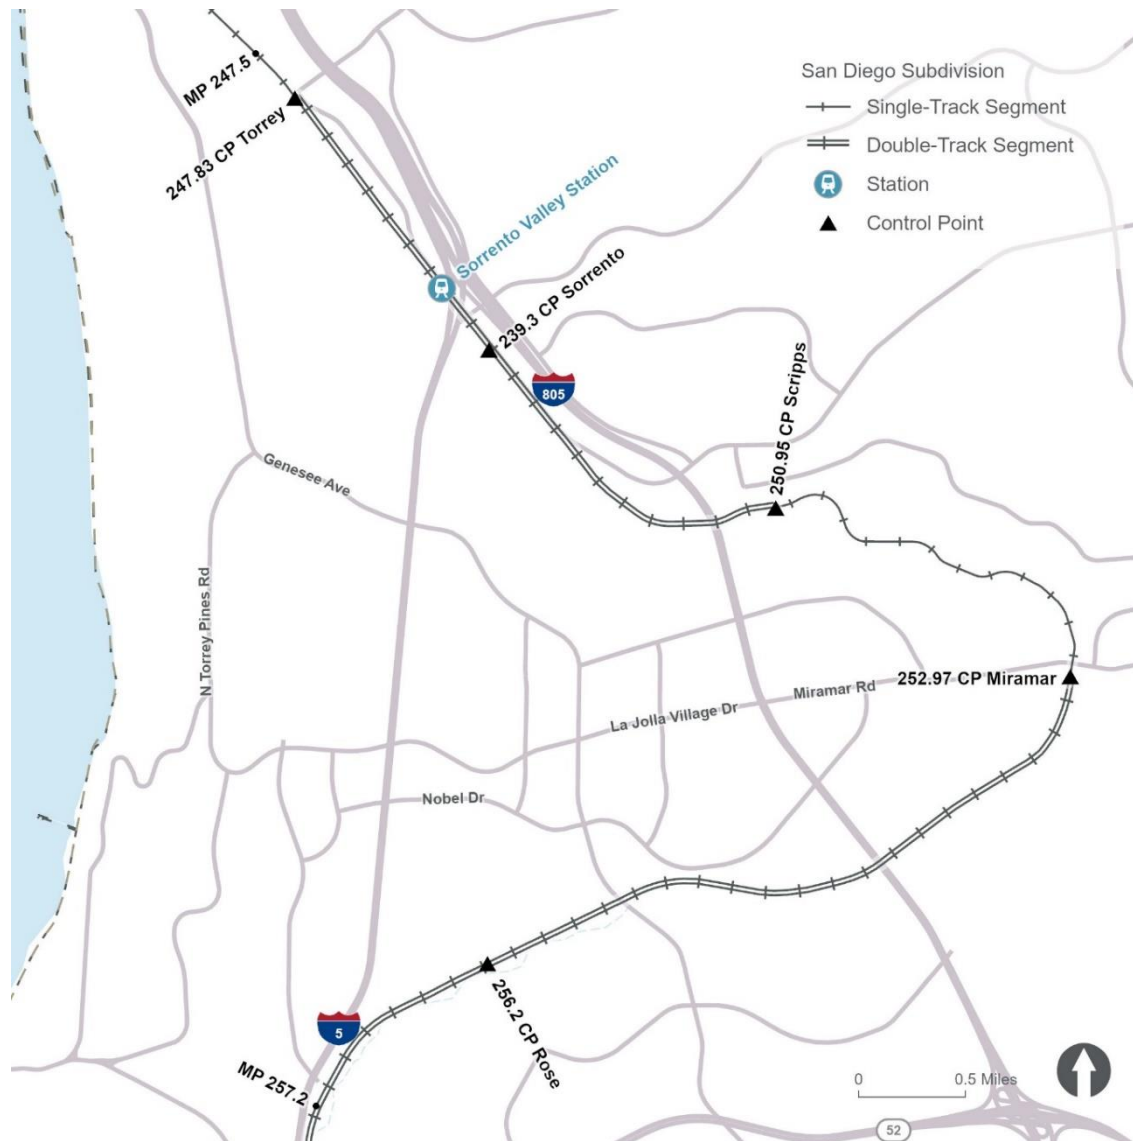 MP 247.5
247.83 CP Torrey
San Diego Subdivision
Single-Track Segment
Double-Track Segment
Station
Control Point
Sorrento Valley Station
239.3 CP Sorrento
805
250.95 CP Scripps
Genesee Ave
N Torrey Pines Rd
252.97 CP Miramar
Miramar Rd
La Jolla Village Dr
Nobel Dr
256.2 CP Rose
5
MP 257.2
0 0.5 Miles
52